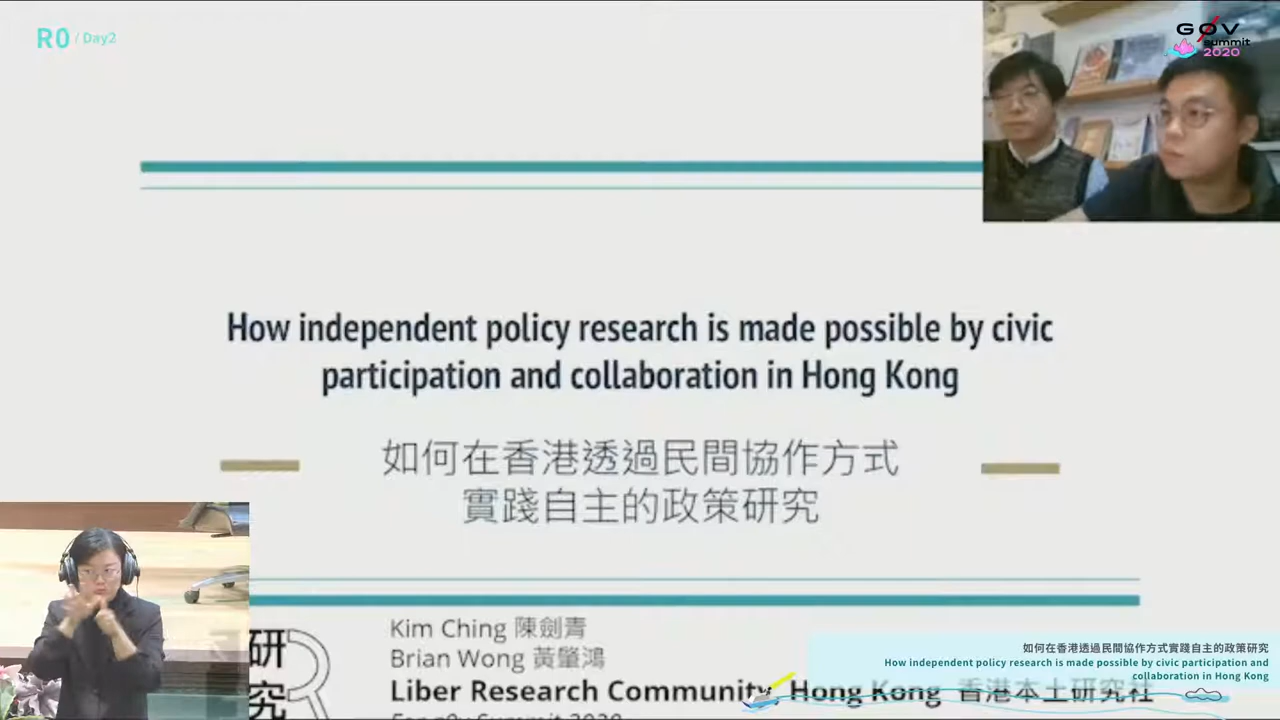 R0 / Day2
G0V
summit
2020
How independent policy research is made possible by civic
participation and collaboration in Hong Kong
如何在香港透過民間協作方式
實踐自主的政策研究
研
究
Kim Ching 陳劍青
Brian Wong 黃肇鴻
Liber Research Community, Hong Kong 香港本土研究社
For g0v Summit 2020
如何在香港透過民間協作方式實踐自主的政策研究
How independent policy research is made possible by civic participation and
collaboration in Hong Kong